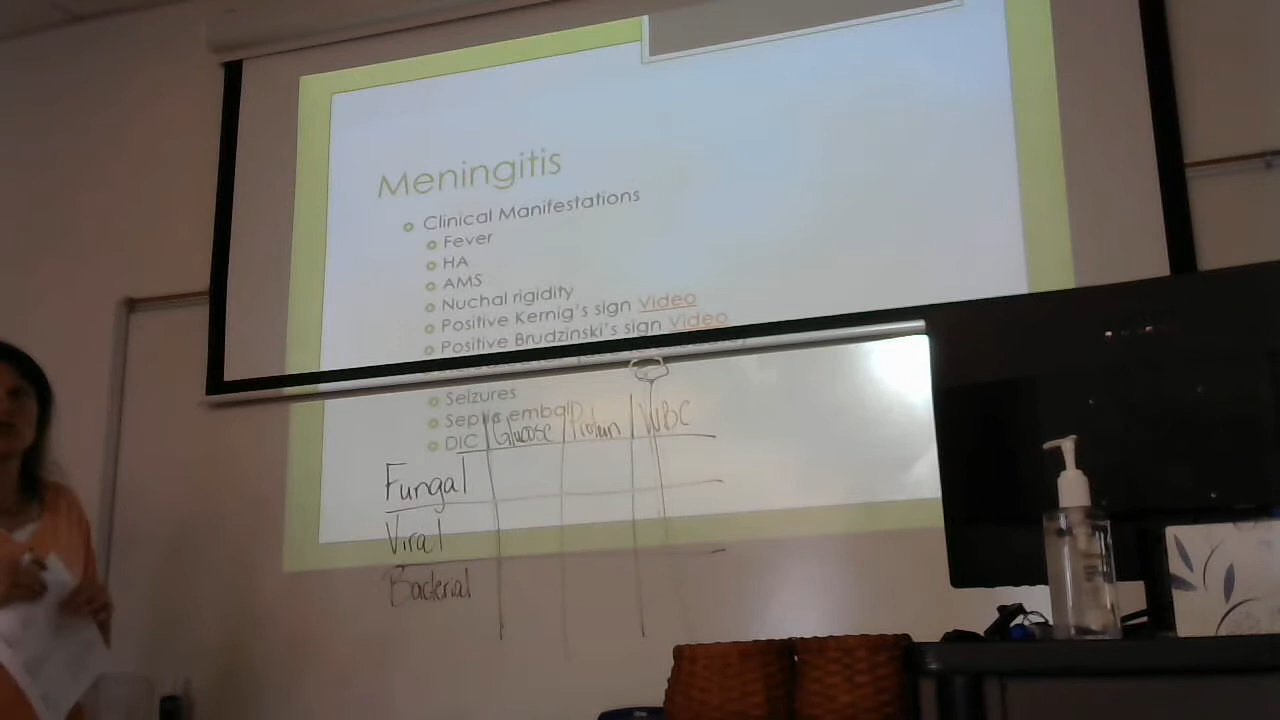 Meningitis
Clinical Manifestations
Fever
HA
AMS
Nuchal rigidity
Positive Kernig's sign Video
Positive Brudzinski's sign Video
Seizures
Septic emboli
DIC
Glucose Protein WBC
Fungal
Viral
Bacterial